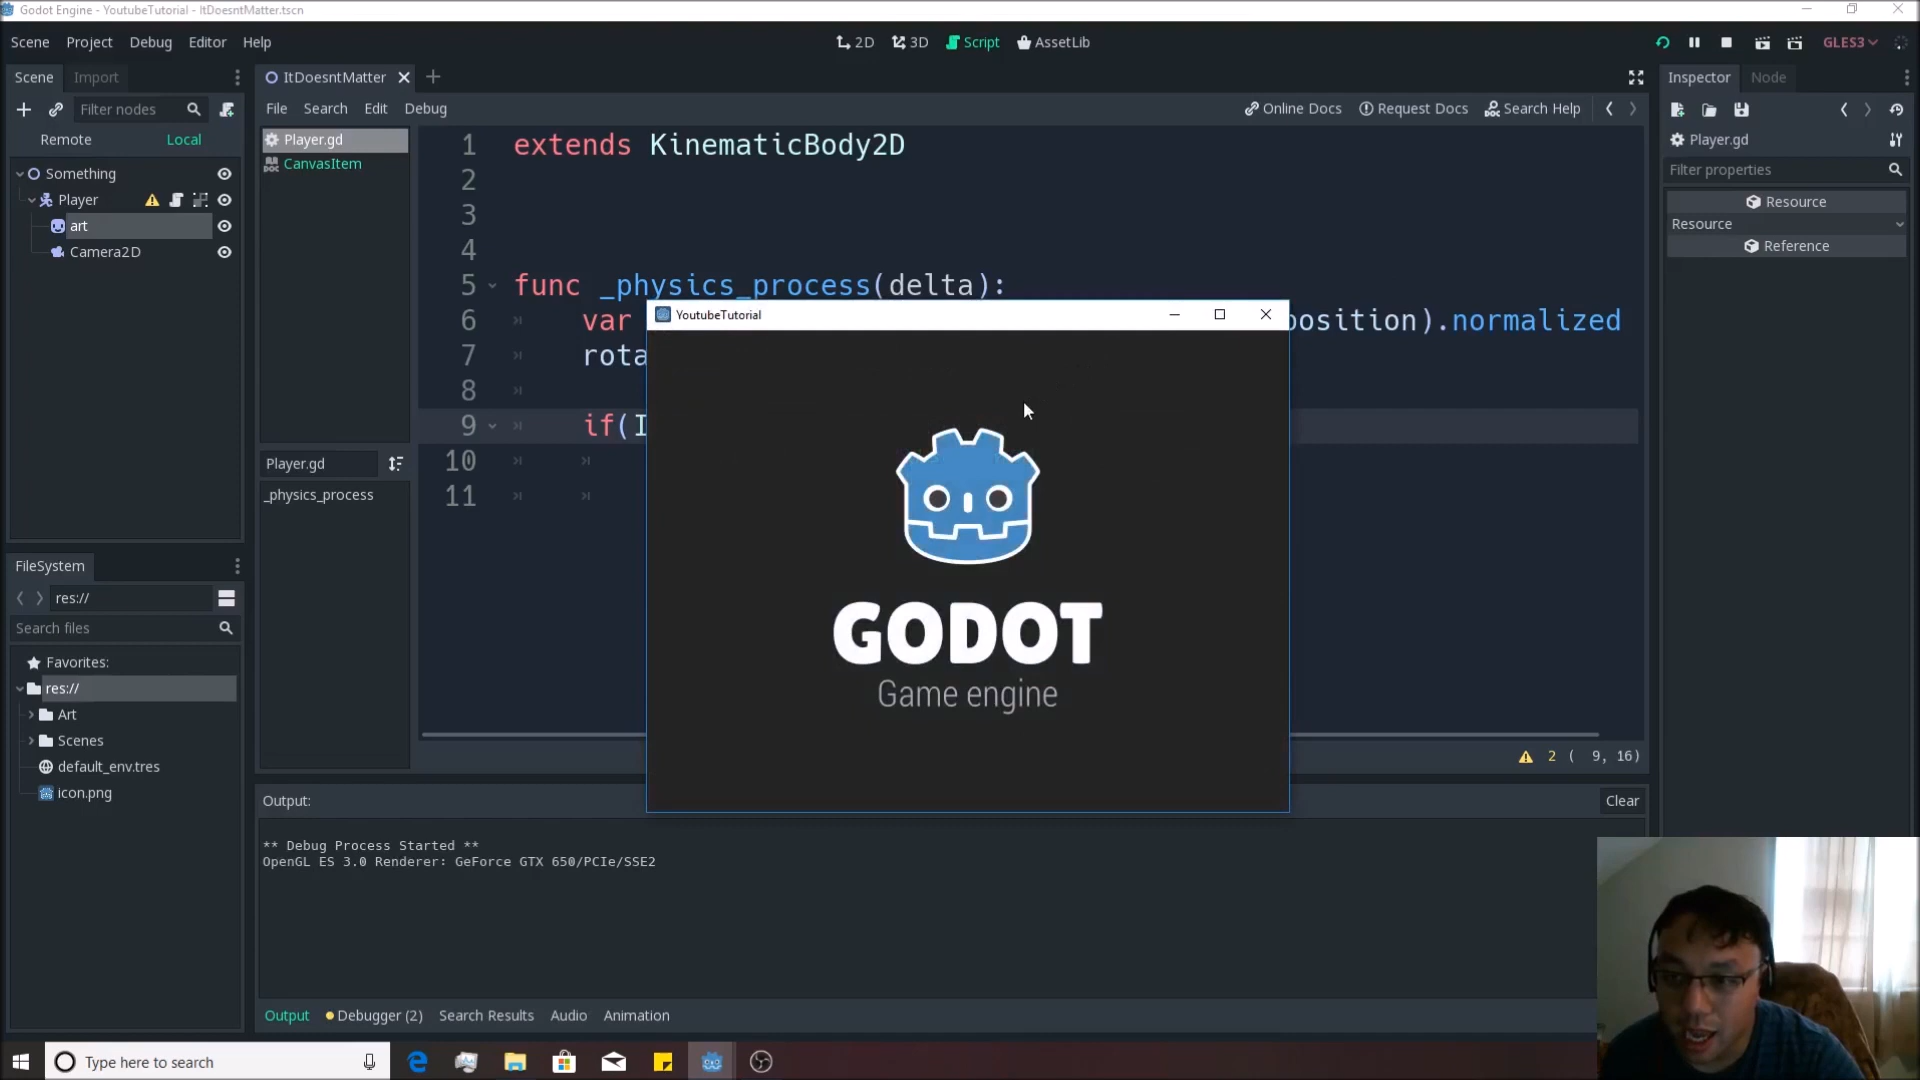 Godot Engine - YoutubeTutorial - ItDoesntMatter.tscn
Scene Project Debug Editor Help
2D 3D Script AssetLib
GLES3
Scene Import
ItDoesntMatter
Inspector Node
Filter nodes
File Search Edit Debug
Online Docs Request Docs Search Help
Remote Local
Player.gd
CanvasItem
Player.gd
Filter properties
Something
Player
art
Camera2D
Resource
Resource
Reference
1 extends KinematicBody2D
2
3
4
5 func _physics_process(delta):
6 var position).normalized
7 rota
8
9 if(I
10
11
YoutubeTutorial
GODOT
Game engine
Player.gd
_physics_process
2 ( 9, 16)
FileSystem
res://
Search files
Favorites:
res://
Art
Scenes
default_env.tres
icon.png
Output:
Clear
** Debug Process Started **
OpenGL ES 3.0 Renderer: GeForce GTX 650/PCIe/SSE2
Output Debugger (2) Search Results Audio Animation
Type here to search